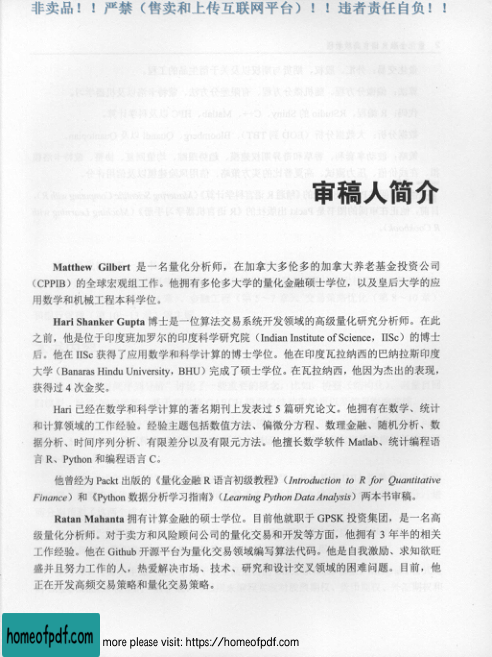 非卖品！！严禁（售卖和上传互联网平台）！！违者责任自负！！
审稿人简介
Matthew Gilbert 是一名量化分析师，在加拿大多伦多的加拿大养老基金投资公司
（CPPIB）的全球宏观组工作。他拥有多伦多大学的量化金融硕士学位，以及皇后大学的应
用数学和机械工程本科学位。
Hari Shanker Gupta 博士是一位算法交易系统开发领域的高级量化研究分析师。在此
之前，他是位于印度班加罗尔的印度科学研究院（Indian Institute of Science，IISc）的博士
后。他在 IISc 获得了应用数学和科学计算的博士学位。他在印度瓦拉纳西的巴纳拉斯印度
大学（Banaras Hindu University，BHU）完成了硕士学位。在瓦拉纳西，他因为杰出的表现，
获得过 4 次金奖。
Hari 已经在数学和科学计算的著名期刊上发表过 5 篇研究论文。他拥有在数学、统计
和计算领域的工作经验。经验主题包括数值方法、偏微分方程、数理金融、随机分析、数
据分析、时间序列分析、有限差分以及有限元方法。他擅长数学软件 Matlab、统计编程语
言 R、Python 和编程语言 C。
他曾经为 Packt 出版的《量化金融 R 语言初级教程》（Introduction to R for Quantitative
Finance）和《Python 数据分析学习指南》（Learning Python Data Analysis）两本书审稿。
Ratan Mahanta 拥有计算金融的硕士学位。目前他就职于 GPSK 投资集团，是一名高
级量化分析师。对于卖方和风险顾问公司的量化交易和开发等方面，他拥有 3 年半的相关
工作经验。他在 Github 开源平台为量化交易领域编写算法代码。他是自我激励、求知欲旺
盛并且努力工作的人，热爱解决市场、技术、研究和设计交叉领域的困难问题。目前，他
正在开发高频交易策略和量化交易策略。
homeofpdf.com
more please visit: https://homeofpdf.com